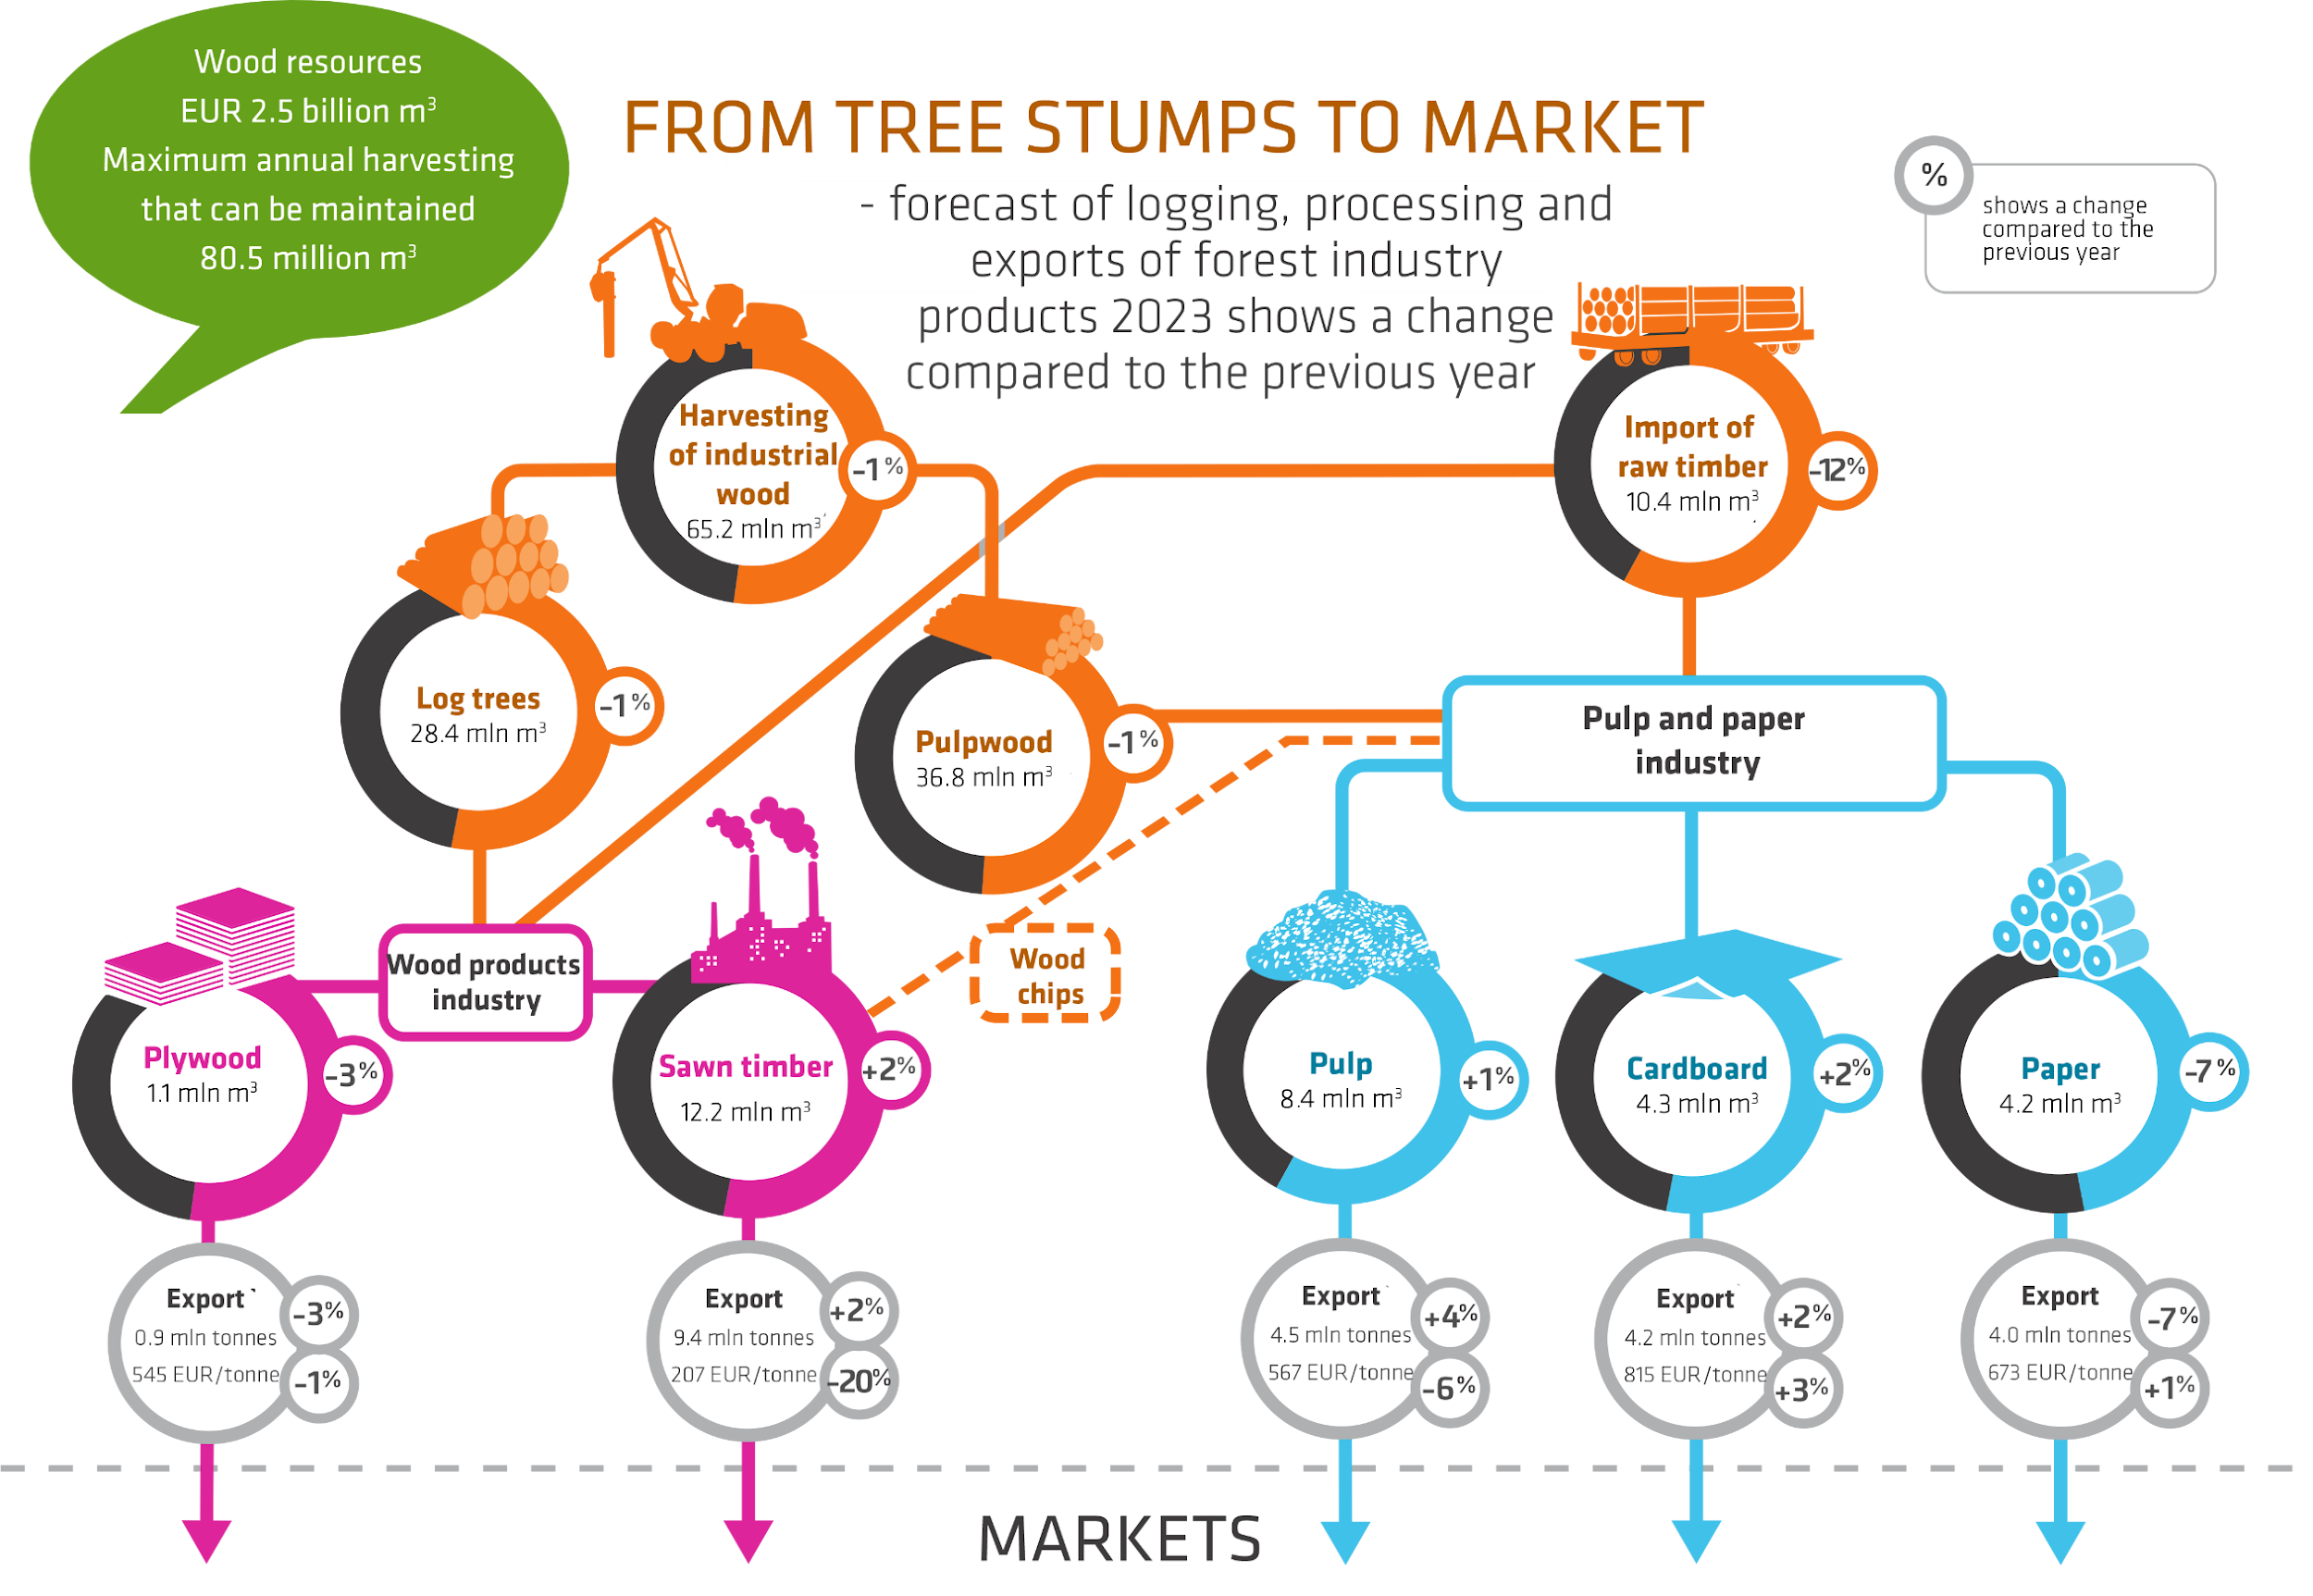 Wood resources
EUR 2.5 billion m³
Maximum annual harvesting
that can be maintained
80.5 million m³
FROM TREE STUMPS TO MARKET
- forecast of logging, processing and
exports of forest industry
products 2023 shows a change
compared to the previous year
%
shows a change
compared to the
previous year
Harvesting
of industrial
wood
65.2 mln m³
-1%
Import of
raw timber
10.4 mln m³
-12%
Log trees
28.4 mln m³
-1%
Pulpwood
36.8 mln m³
-1%
Pulp and paper
industry
Wood products
industry
Wood
chips
Plywood
1.1 mln m³
-3%
Sawn timber
12.2 mln m³
+2%
Pulp
8.4 mln m³
+1%
Cardboard
4.3 mln m³
+2%
Paper
4.2 mln m³
-7%
Export
0.9 mln tonnes
545 EUR/tonne
-3%
-1%
Export
9.4 mln tonnes
207 EUR/tonne
+2%
-20%
Export
4.5 mln tonnes
567 EUR/tonne
+4%
-6%
Export
4.2 mln tonnes
815 EUR/tonne
+2%
+3%
Export
4.0 mln tonnes
673 EUR/tonne
-7%
+1%
MARKETS